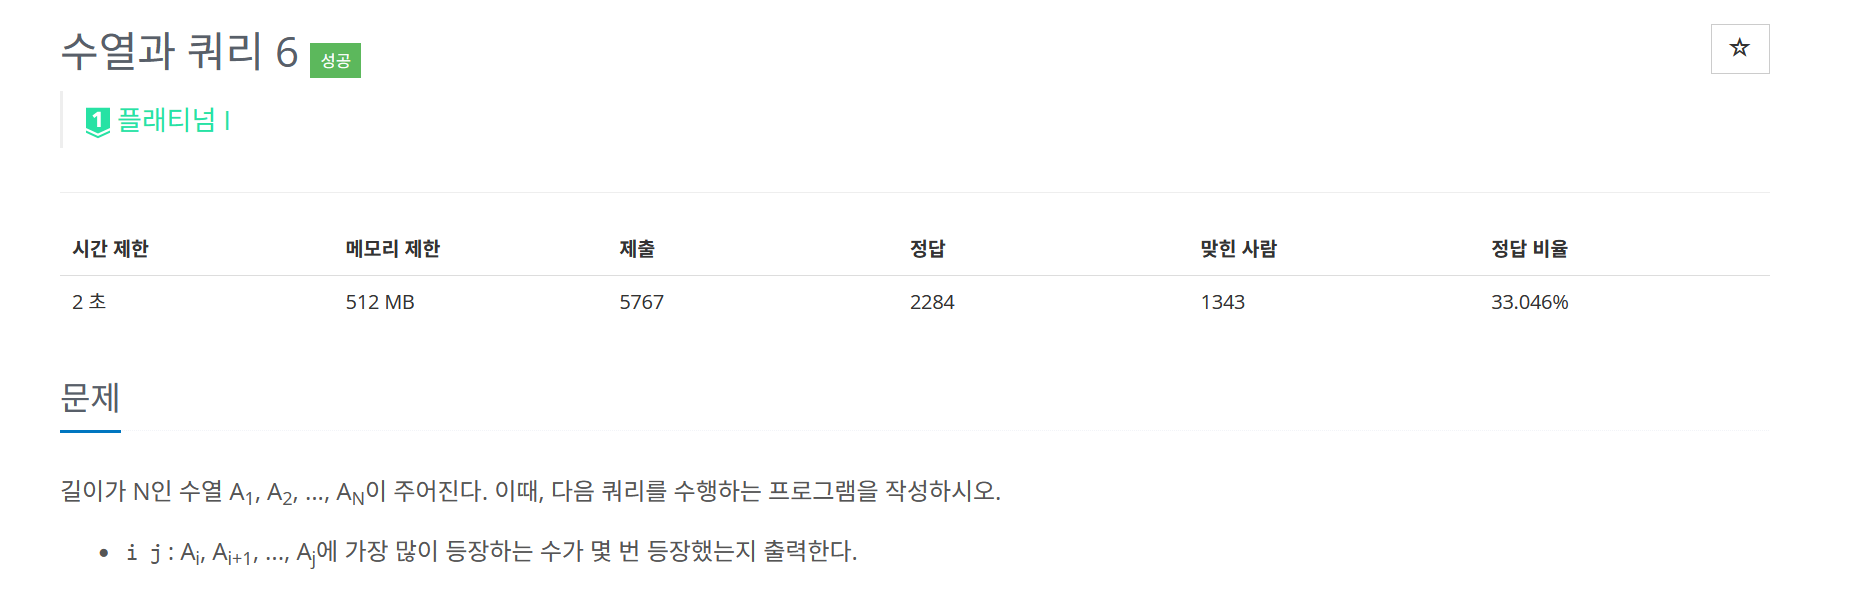 수열과 쿼리 6 성공
1 플래티넘 I
시간 제한 메모리 제한 제출 정답 맞힌 사람 정답 비율
2 초 512 MB 5767 2284 1343 33.046%
문제
길이가 N인 수열 A1, A2, ..., AN이 주어진다. 이때, 다음 쿼리를 수행하는 프로그램을 작성하시오.
• i j : Ai, Ai+1, ..., Aj에 가장 많이 등장하는 수가 몇 번 등장했는지 출력한다.